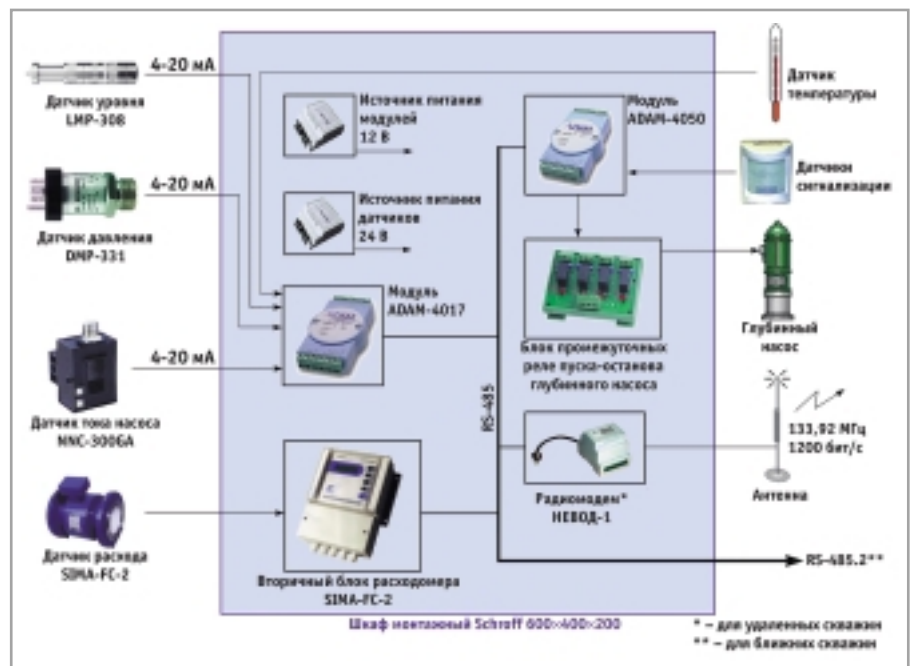 4-20 мА
Датчик уровня
LMP-308
4-20 мА
Датчик давления
DMP-331
4-20 мА
Датчик тока насоса
NNC-300GA
Датчик расхода
SIMA-FC-2
Источник питания
модулей
12 В
Источник питания
датчиков
24 В
Модуль
ADAM-4017
Вторичный блок расходомера
SIMA-FC-2
Модуль
ADAM-4050
Блок промежуточных
реле пуска-останова
глубинного насоса
RS-485
Радиомодем*
НЕВОД-1
Датчик
температуры
Датчики
сигнализации
Глубинный
насос
133,92 МГц
1200 бит/с
Антенна
RS-485.2**
Шкаф монтажный Schroff 600×400×200
* – для удаленных скважин
** – для ближних скважин